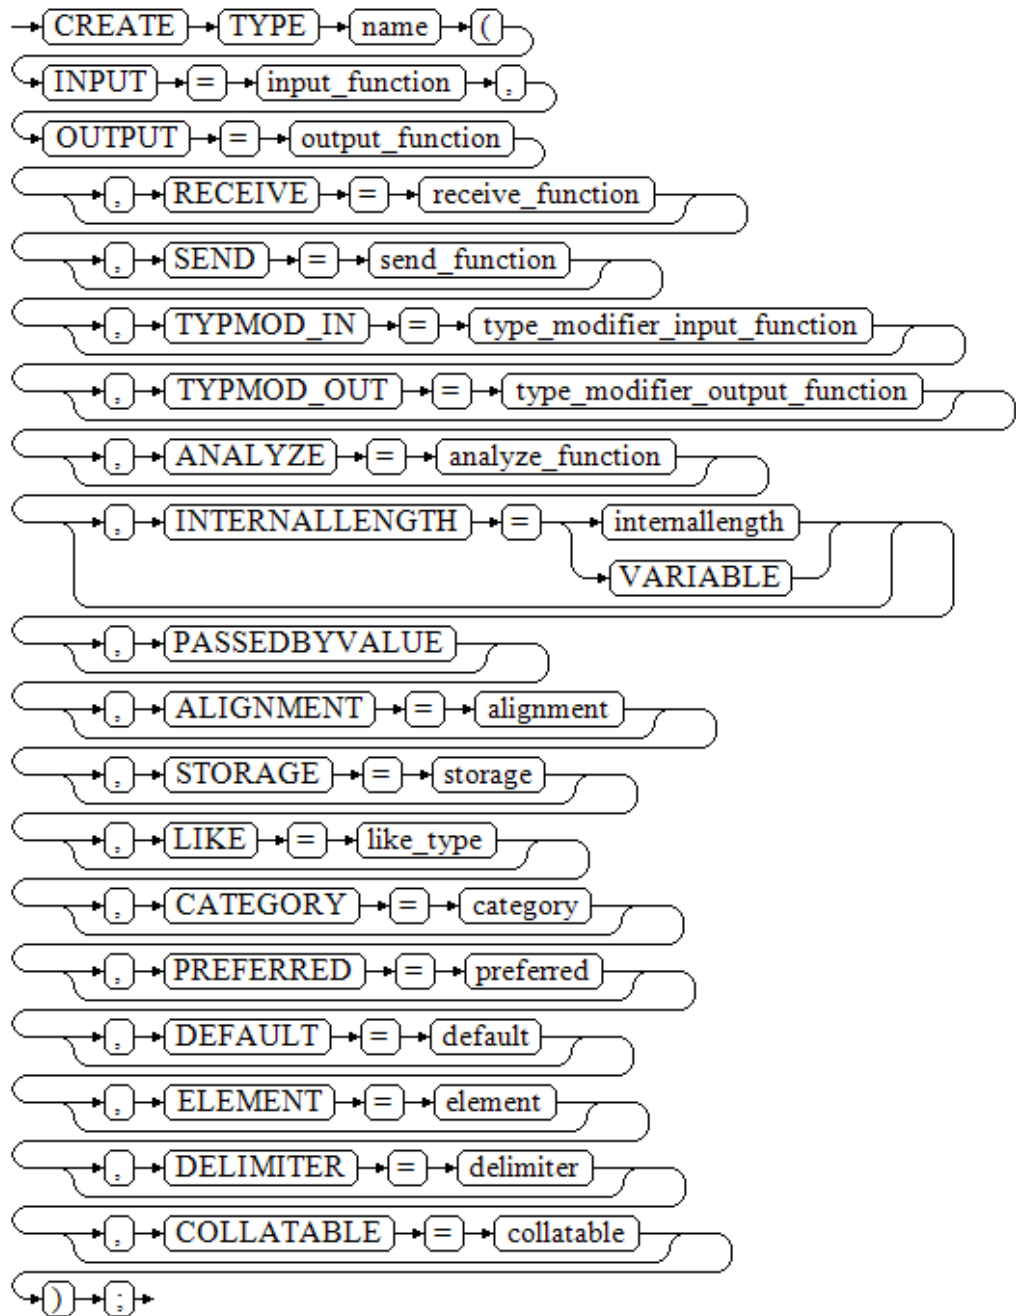 CREATE TYPE name (
INPUT = input_function ,
OUTPUT = output_function
, RECEIVE = receive_function
, SEND = send_function
, TYPMOD_IN = type_modifier_input_function
, TYPMOD_OUT = type_modifier_output_function
, ANALYZE = analyze_function
, INTERNALLENGTH = internallength
VARIABLE
, PASSEDBYVALUE
, ALIGNMENT = alignment
, STORAGE = storage
, LIKE = like_type
, CATEGORY = category
, PREFERRED = preferred
, DEFAULT = default
, ELEMENT = element
, DELIMITER = delimiter
, COLLATABLE = collatable
) ;